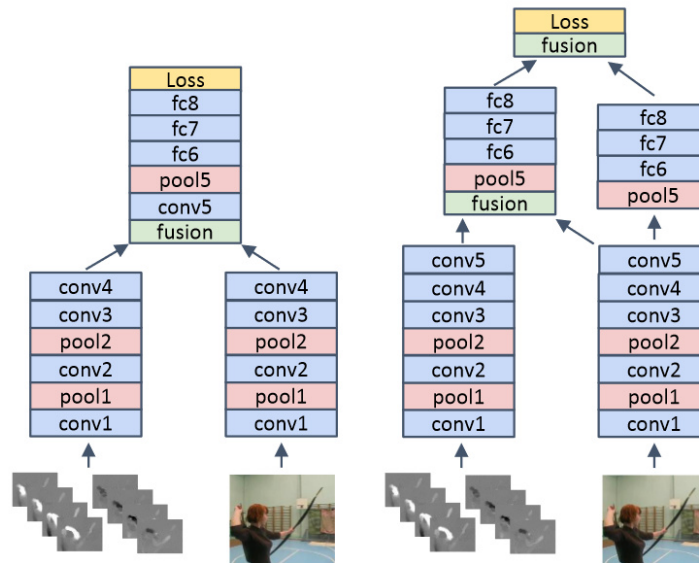 Loss
fc8
fc7
fc6
pool5
conv5
fusion
conv4
conv3
pool2
conv2
pool1
conv1
conv4
conv3
pool2
conv2
pool1
conv1
Loss
fusion
fc8
fc7
fc6
pool5
fusion
fc8
fc7
fc6
pool5
conv5
conv4
conv3
pool2
conv2
pool1
conv1
conv5
conv4
conv3
pool2
conv2
pool1
conv1